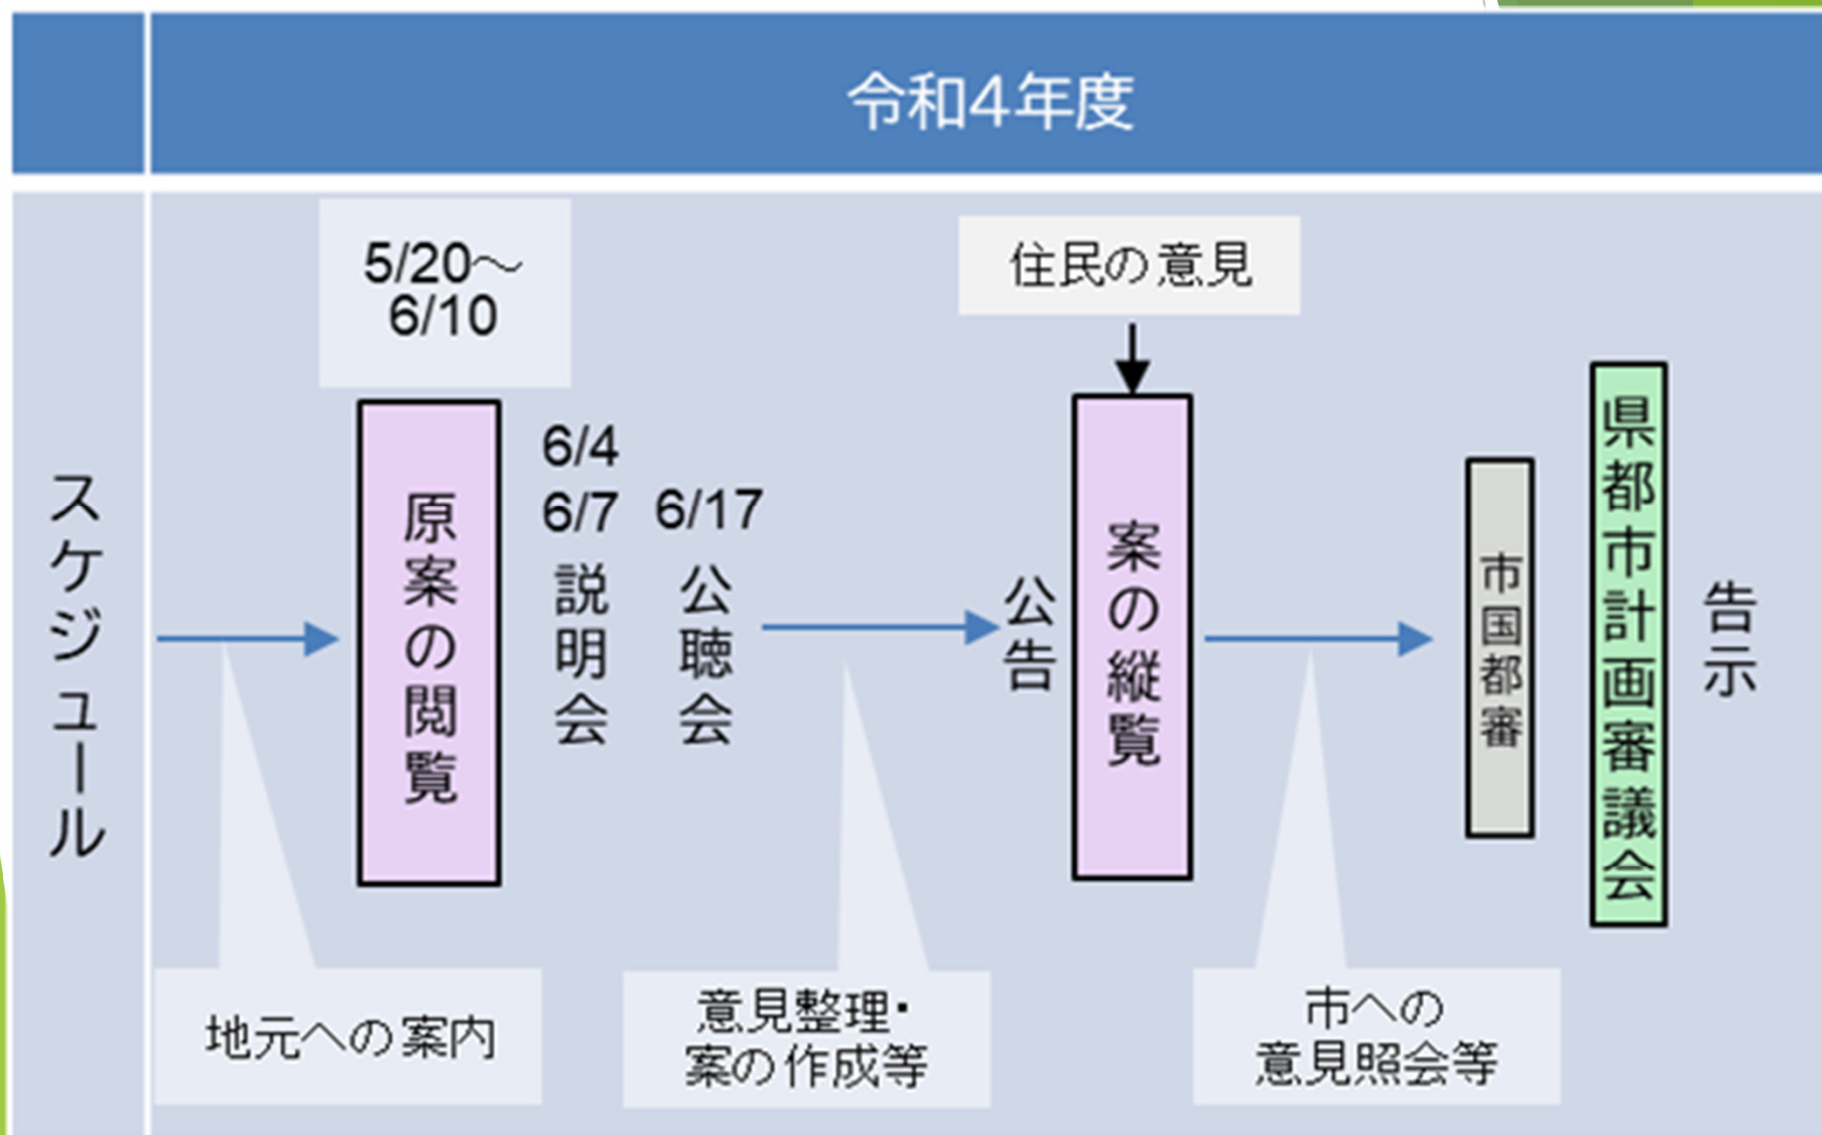 令和4年度
スケジュール
5/20～
6/10
原案の閲覧
6/4
6/7
説明会
6/17
公聴会
公告
住民の意見
案の縦覧
市国都審
県都市計画審議会
告示
地元への案内
意見整理・
案の作成等
市への
意見照会等